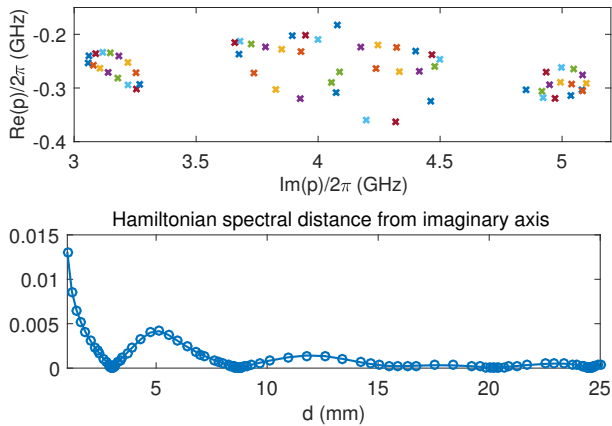 -0.2
-0.3
-0.4
Re(p)/2π (GHz)
3 3.5 4 4.5 5
Im(p)/2π (GHz)
Hamiltonian spectral distance from imaginary axis
0.015
0.01
0.005
0
5 10 15 20 25
d (mm)